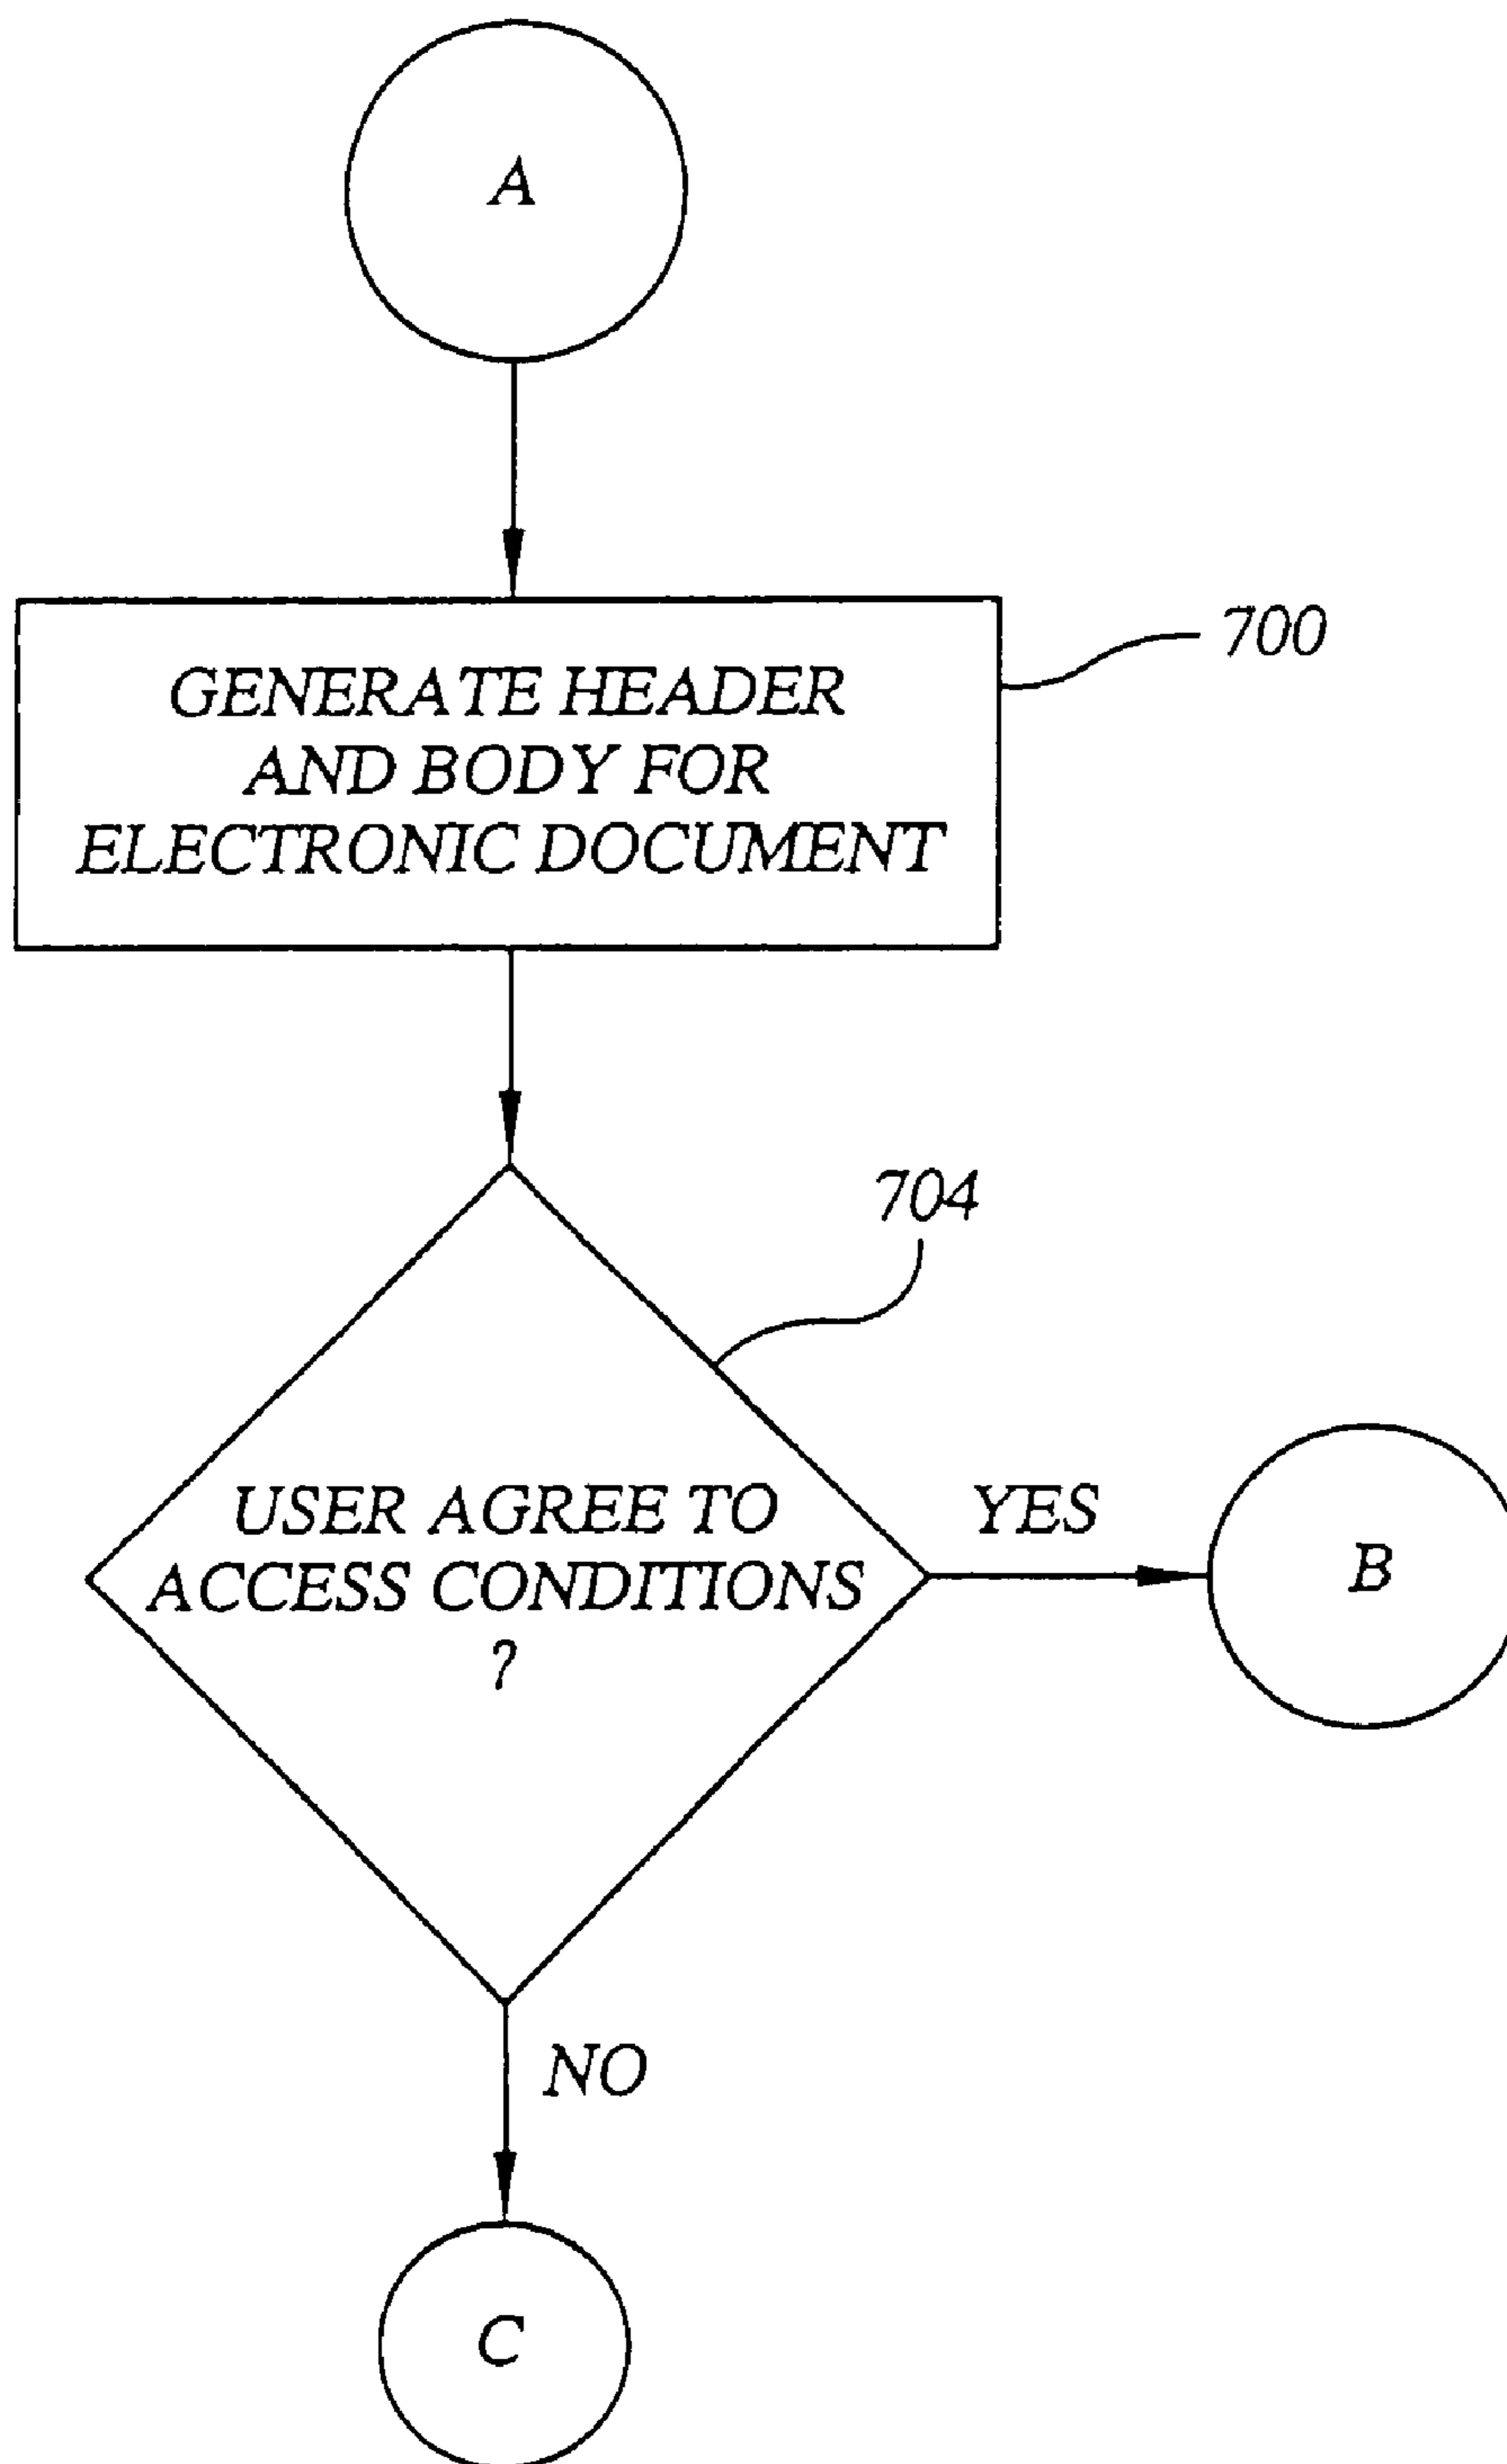 A
GENERATE HEADER
AND BODY FOR
ELECTRONIC DOCUMENT
700
704
USER AGREE TO
ACCESS CONDITIONS
?
YES
B
NO
C